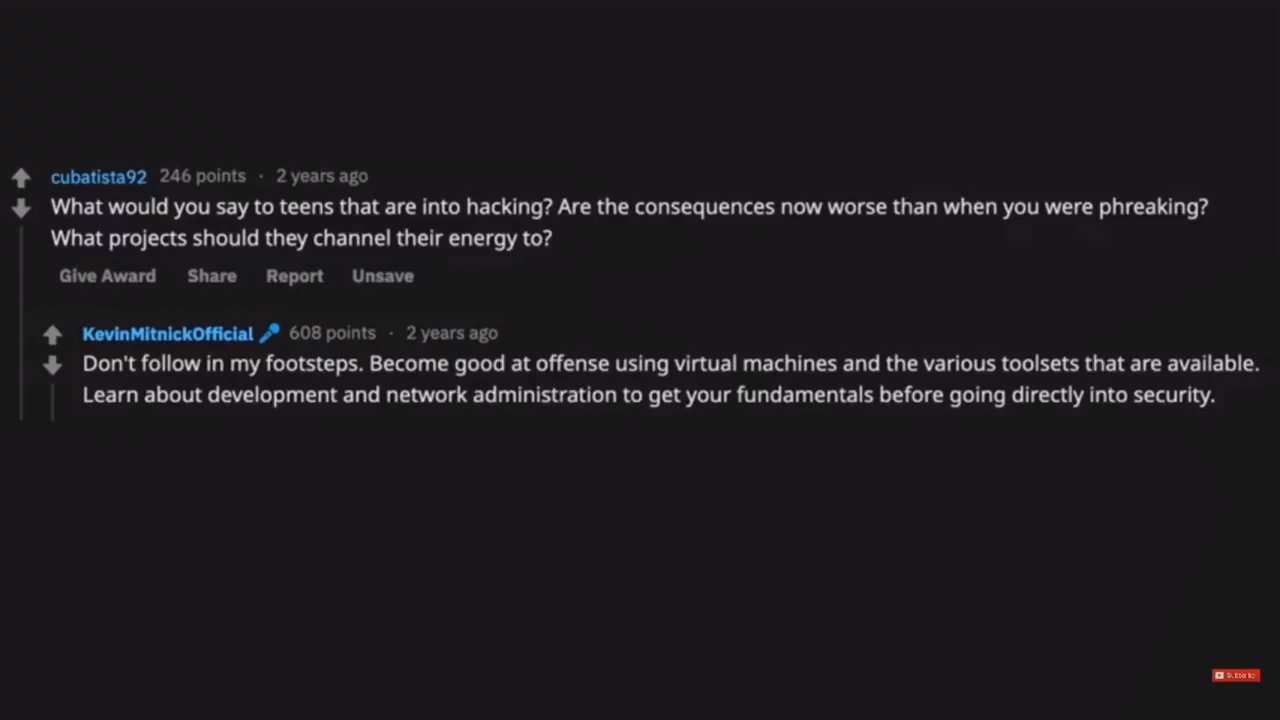 cubatista92 246 points · 2 years ago
What would you say to teens that are into hacking? Are the consequences now worse than when you were phreaking?
What projects should they channel their energy to?
Give Award Share Report Unsave
KevinMitnickOfficial 608 points · 2 years ago
Don't follow in my footsteps. Become good at offense using virtual machines and the various toolsets that are available.
Learn about development and network administration to get your fundamentals before going directly into security.